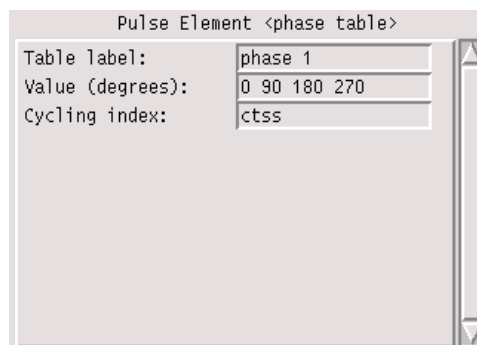 Pulse Element <phase table>
Table label: phase 1
Value (degrees): 0 90 180 270
Cycling index: ctss